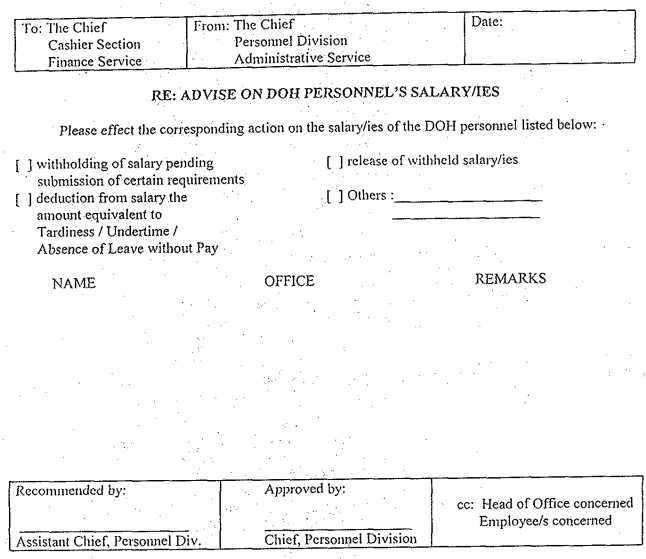 To: The Chief
Cashier Section
Finance Service
From: The Chief
Personnel Division
Administrative Service
Date:
RE: ADVISE ON DOH PERSONNEL'S SALARY/IES
Please effect the corresponding action on the salary/ies of the DOH personnel listed below:
[ ] withholding of salary pending
submission of certain requirements
[ ] deduction from salary the
amount equivalent to
Tardiness / Undertime /
Absence of Leave without Pay
[ ] release of withheld salary/ies
[ ] Others : ____________________
____________________
NAME OFFICE REMARKS
Recommended by:
____________________
Assistant Chief, Personnel Div.
Approved by:
____________________
Chief, Personnel Division
cc: Head of Office concerned
Employee/s concerned